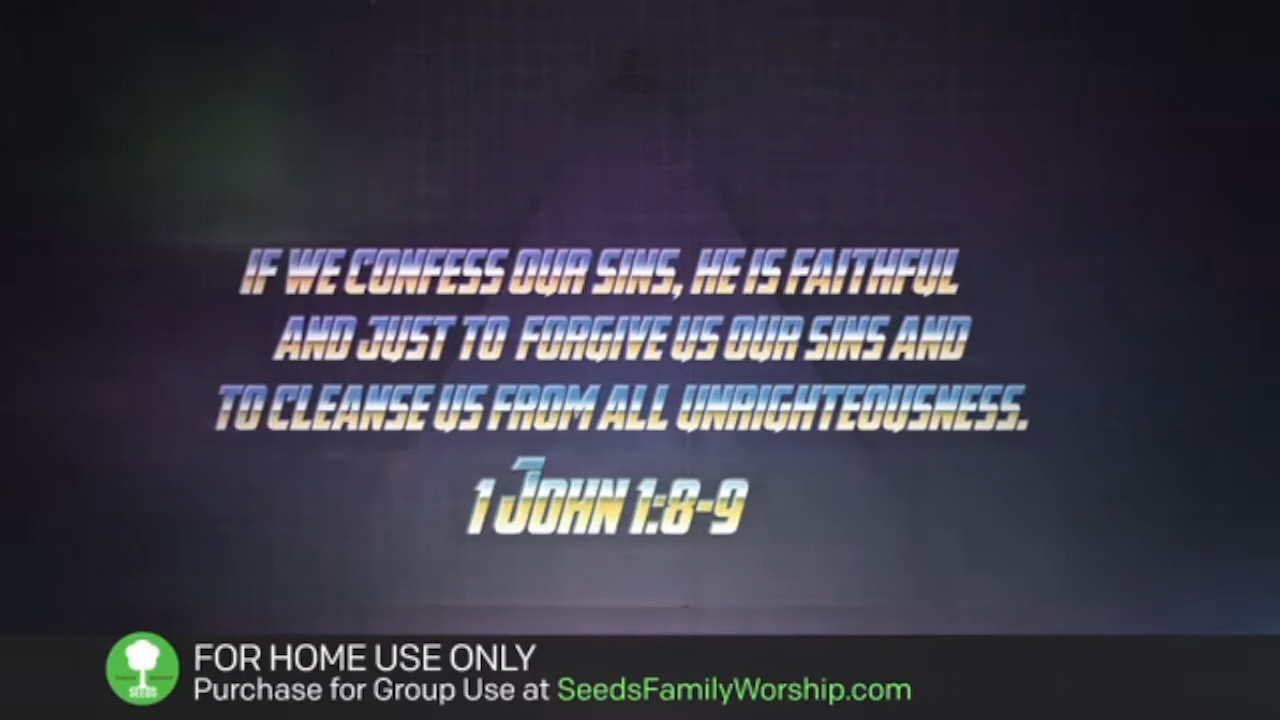 IF WE CONFESS OUR SINS, HE IS FAITHFUL
AND JUST TO FORGIVE US OUR SINS AND
TO CLEANSE US FROM ALL UNRIGHTEOUSNESS.
1 JOHN 1:8-9
FOR HOME USE ONLY
Purchase for Group Use at SeedsFamilyWorship.com
SEEDS